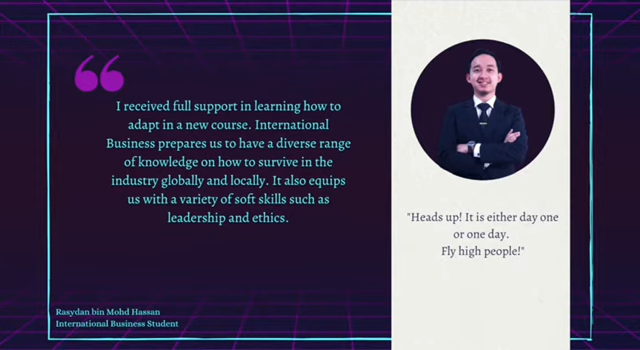 I received full support in learning how to
adapt in a new course. International
Business prepares us to have a diverse range
of knowledge on how to survive in the
industry globally and locally. It also equips
us with a variety of soft skills such as
leadership and ethics.
Rasydan bin Mohd Hassan
International Business Student
"Heads up! It is either day one
or one day.
Fly high people!"